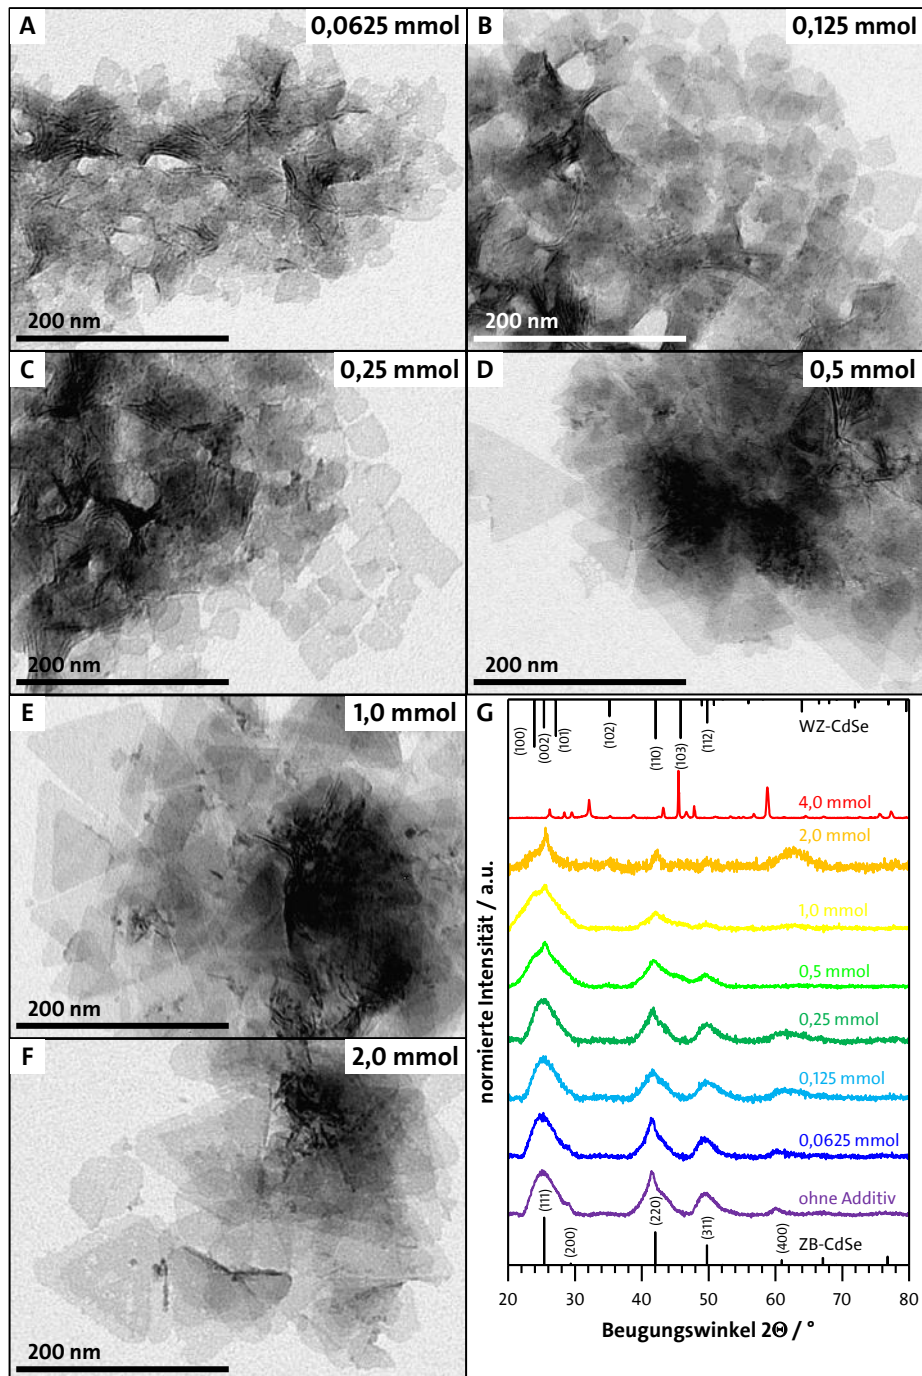 A
0,0625 mmol
200 nm
B
0,125 mmol
200 nm
C
0,25 mmol
200 nm
D
0,5 mmol
200 nm
E
1,0 mmol
200 nm
F
2,0 mmol
200 nm
G
WZ-CdSe
(100)
(002)
(101)
(102)
(110)
(103)
(112)
4,0 mmol
2,0 mmol
1,0 mmol
0,5 mmol
0,25 mmol
0,125 mmol
0,0625 mmol
ohne Additiv
(111)
(200)
(220)
(311)
(400)
ZB-CdSe
20 30 40 50 60 70 80
Beugungswinkel 2Θ / °
normierte Intensität / a.u.